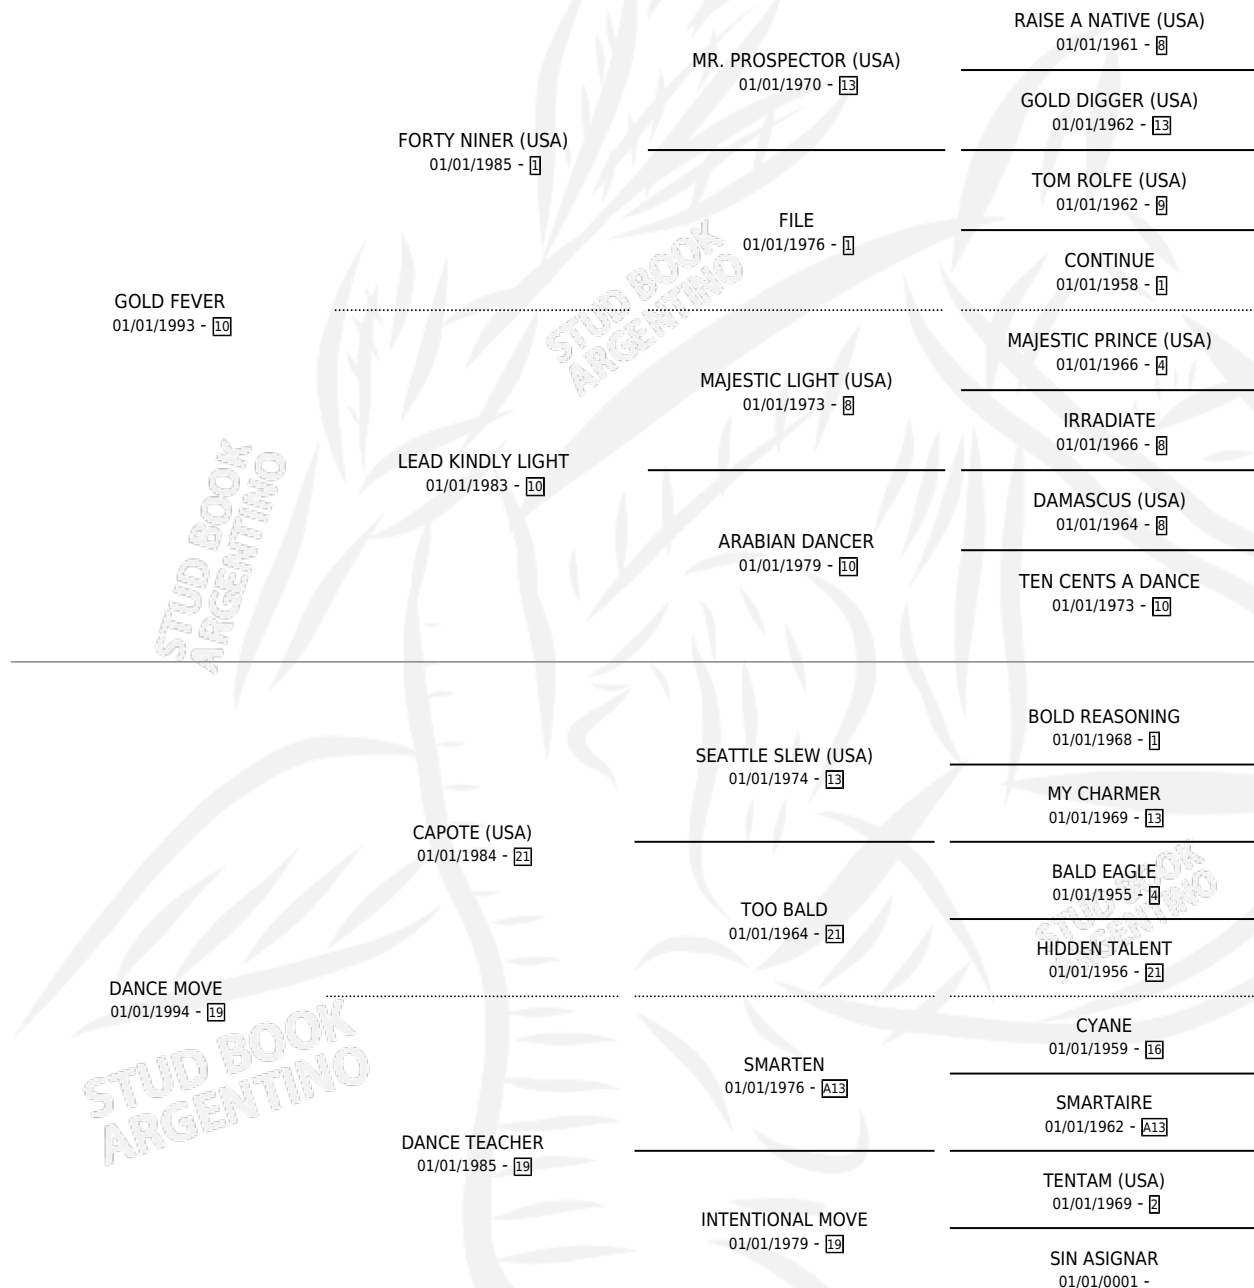 RAISE A NATIVE (USA)
01/01/1961 - 8
MR. PROSPECTOR (USA)
01/01/1970 - 13
GOLD DIGGER (USA)
01/01/1962 - 13
FORTY NINER (USA)
01/01/1985 - 1
TOM ROLFE (USA)
01/01/1962 - 9
FILE
01/01/1976 - 1
CONTINUE
01/01/1958 - 1
GOLD FEVER
01/01/1993 - 10
MAJESTIC PRINCE (USA)
01/01/1966 - 4
MAJESTIC LIGHT (USA)
01/01/1973 - 8
IRRADIATE
01/01/1966 - 8
LEAD KINDLY LIGHT
01/01/1983 - 10
DAMASCUS (USA)
01/01/1964 - 8
ARABIAN DANCER
01/01/1979 - 10
TEN CENTS A DANCE
01/01/1973 - 10
BOLD REASONING
01/01/1968 - 1
SEATTLE SLEW (USA)
01/01/1974 - 13
MY CHARMER
01/01/1969 - 13
CAPOTE (USA)
01/01/1984 - 21
BALD EAGLE
01/01/1955 - 4
TOO BALD
01/01/1964 - 21
HIDDEN TALENT
01/01/1956 - 21
DANCE MOVE
01/01/1994 - 19
CYANE
01/01/1959 - 16
SMARTEN
01/01/1976 - A13
SMARTAIRE
01/01/1962 - A13
DANCE TEACHER
01/01/1985 - 19
TENTAM (USA)
01/01/1969 - 2
INTENTIONAL MOVE
01/01/1979 - 19
SIN ASIGNAR
01/01/0001 -
STUD BOOK
ARGENTINO
STUD BOOK
ARGENTINO
STUD BOOK
ARGENTINO
STUD BOOK
ARGENTINO